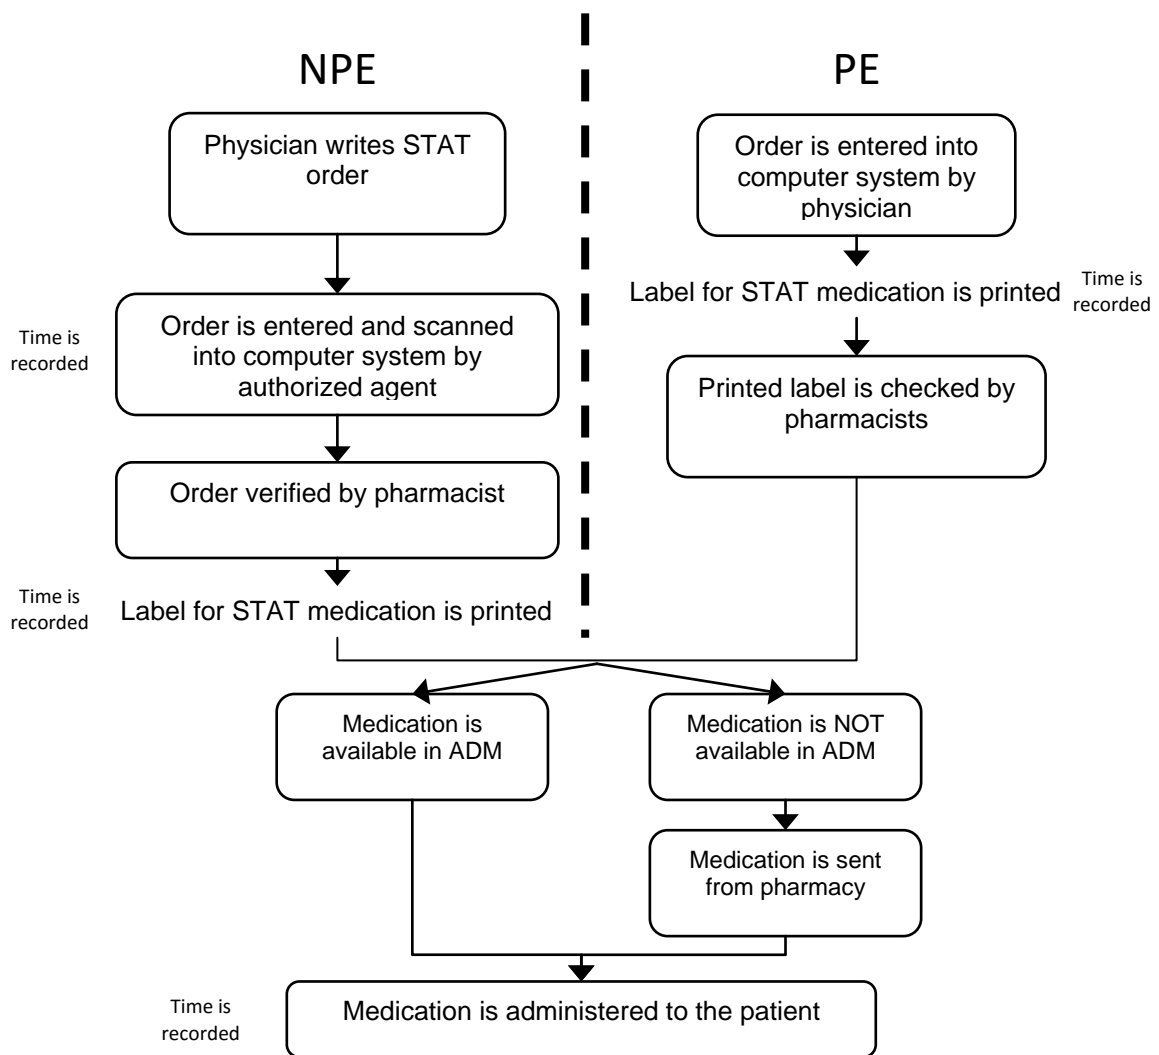 NPE
Physician writes STAT
order
Time is
recorded
Order is entered and scanned
into computer system by
authorized agent
Order verified by pharmacist
Time is
recorded
Label for STAT medication is printed
PE
Order is entered into
computer system by
physician
Label for STAT medication is printed
Time is
recorded
Printed label is checked by
pharmacists
Medication is
available in ADM
Medication is NOT
available in ADM
Medication is sent
from pharmacy
Time is
recorded
Medication is administered to the patient